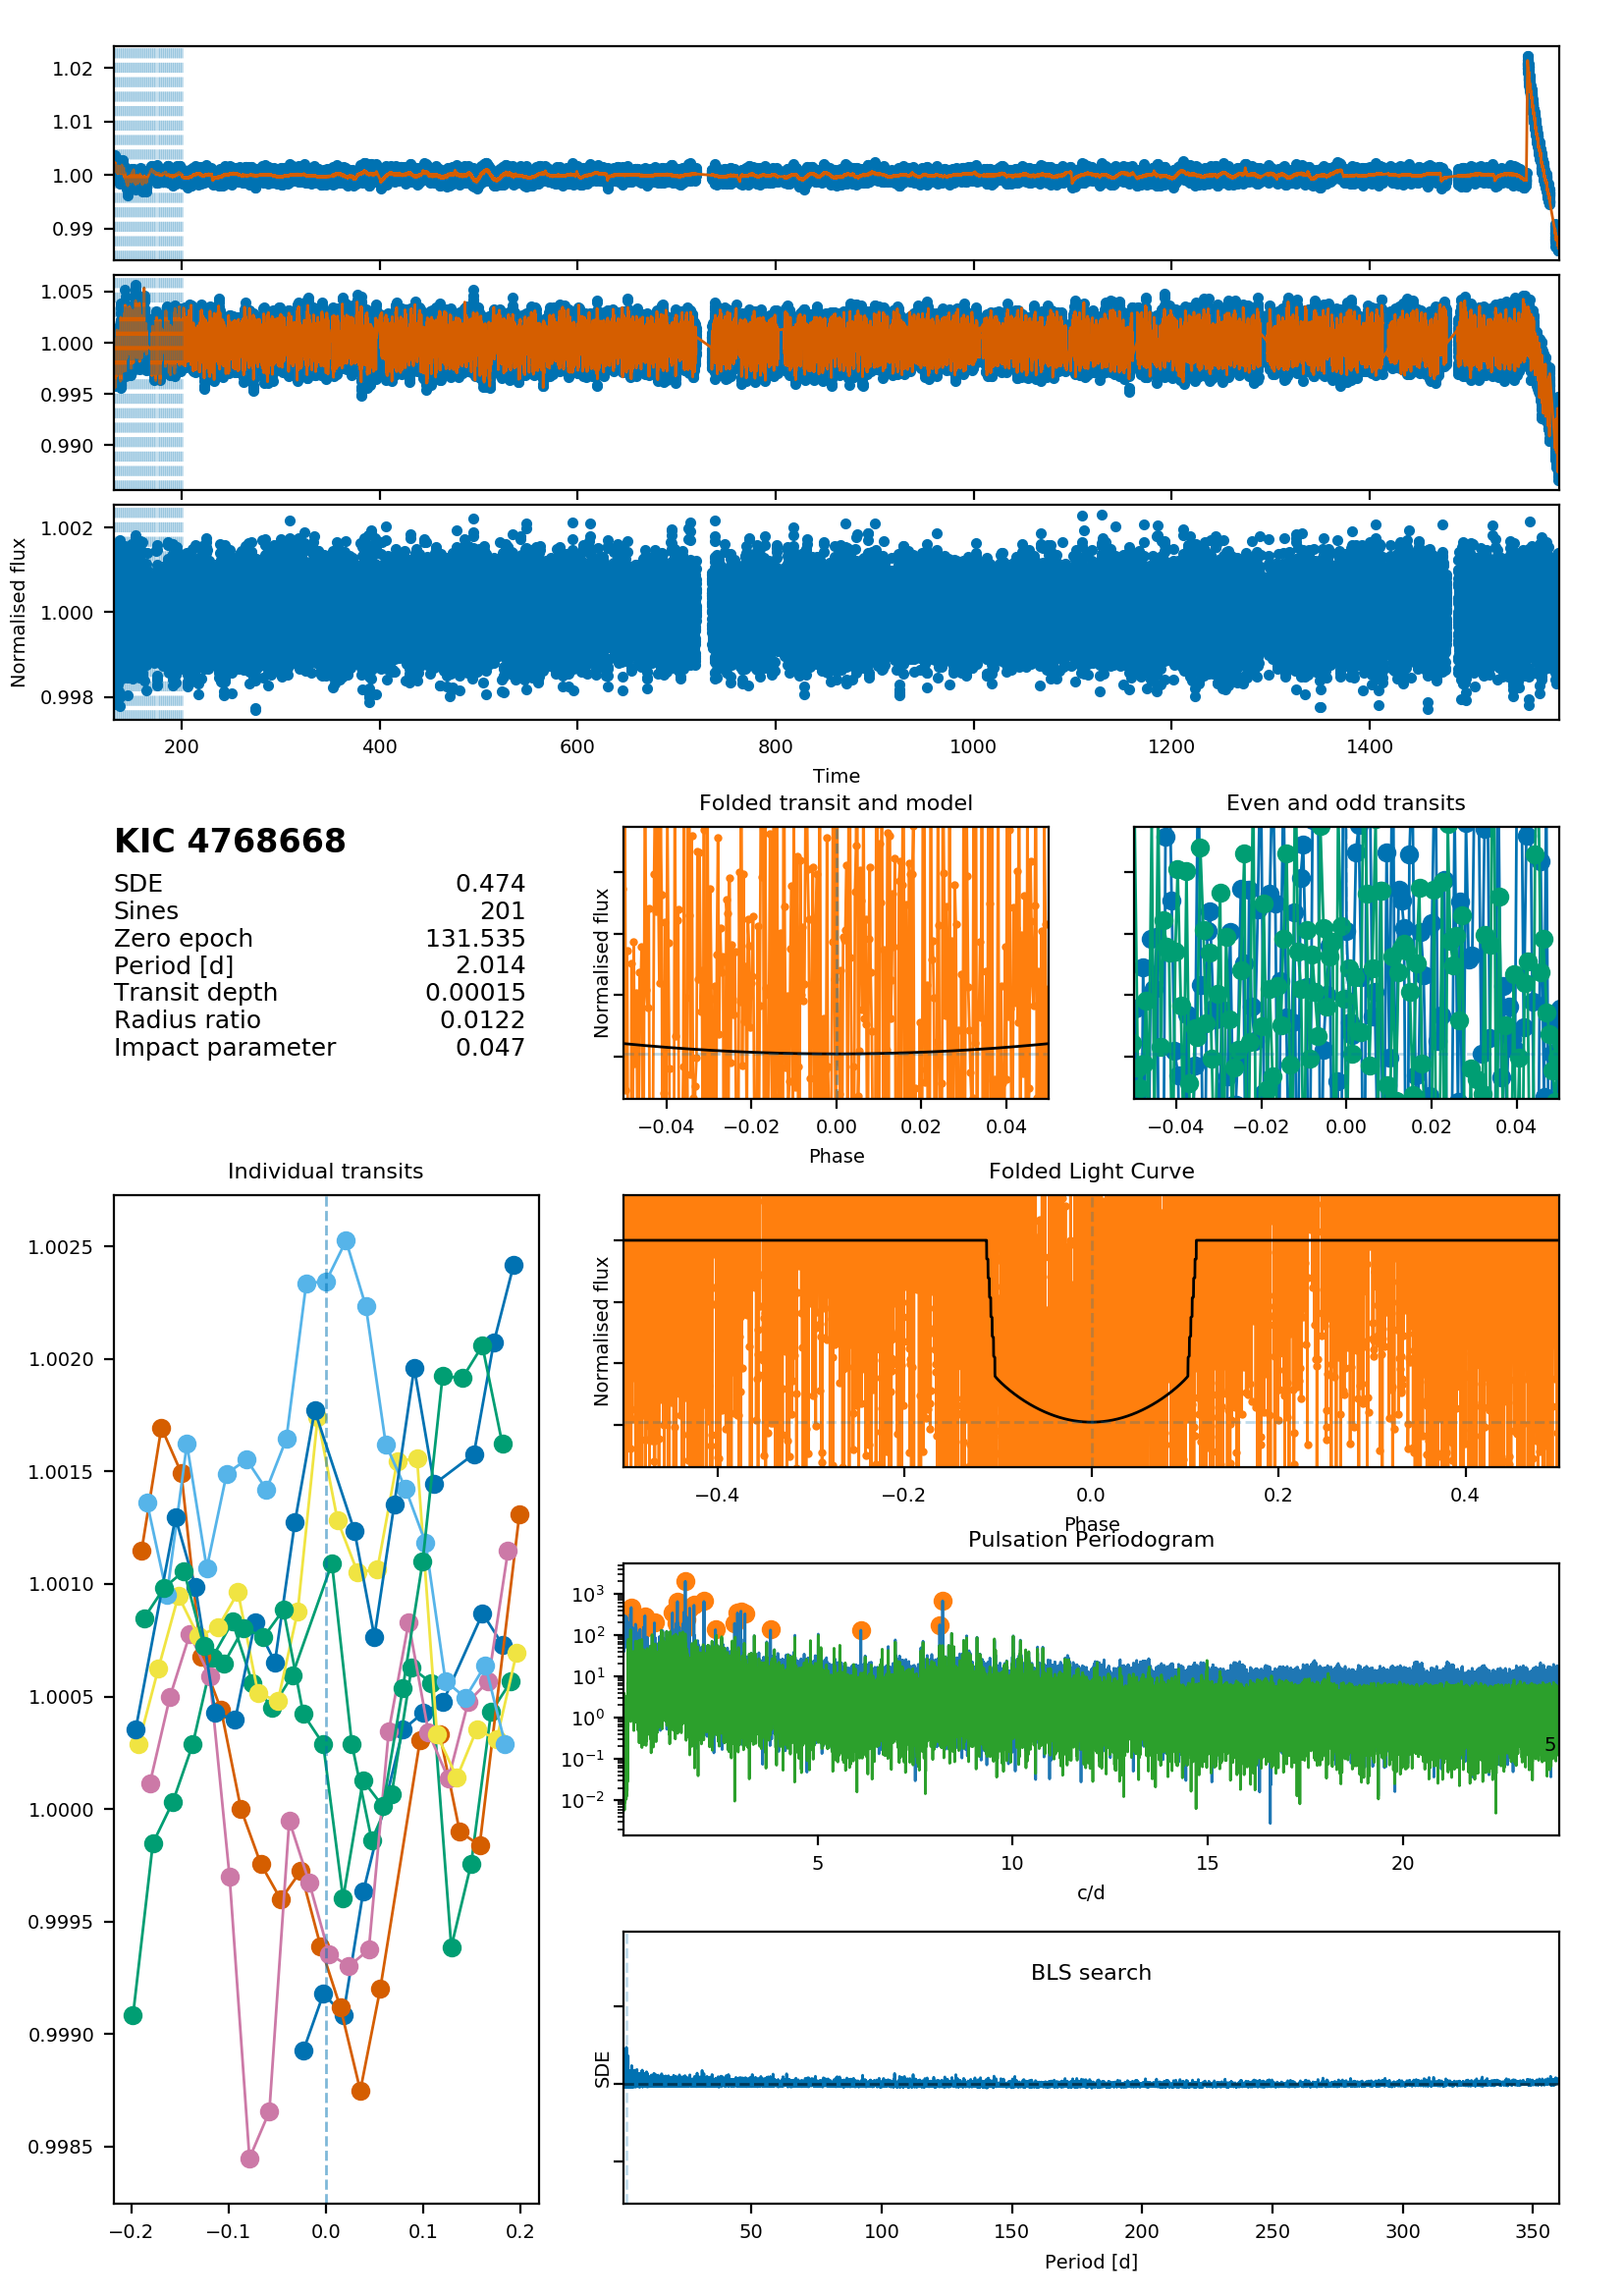 1.02
1.01
1.00
0.99
1.005
1.000
0.995
0.990
1.002
1.000
0.998
Normalised flux
200 400 600 800 1000 1200 1400
Time
KIC 4768668
SDE 0.474
Sines 201
Zero epoch 131.535
Period [d] 2.014
Transit depth 0.00015
Radius ratio 0.0122
Impact parameter 0.047
Folded transit and model
Normalised flux
−0.04 −0.02 0.00 0.02 0.04
Phase
Even and odd transits
−0.04 −0.02 0.00 0.02 0.04
Individual transits
1.0025
1.0020
1.0015
1.0010
1.0005
1.0000
0.9995
0.9990
0.9985
−0.2 −0.1 0.0 0.1 0.2
Folded Light Curve
Normalised flux
−0.4 −0.2 0.0 0.2 0.4
Phase
Pulsation Periodogram
10³
10²
10¹
10⁰
10⁻¹
10⁻²
5
5 10 15 20
c/d
BLS search
SDE
50 100 150 200 250 300 350
Period [d]